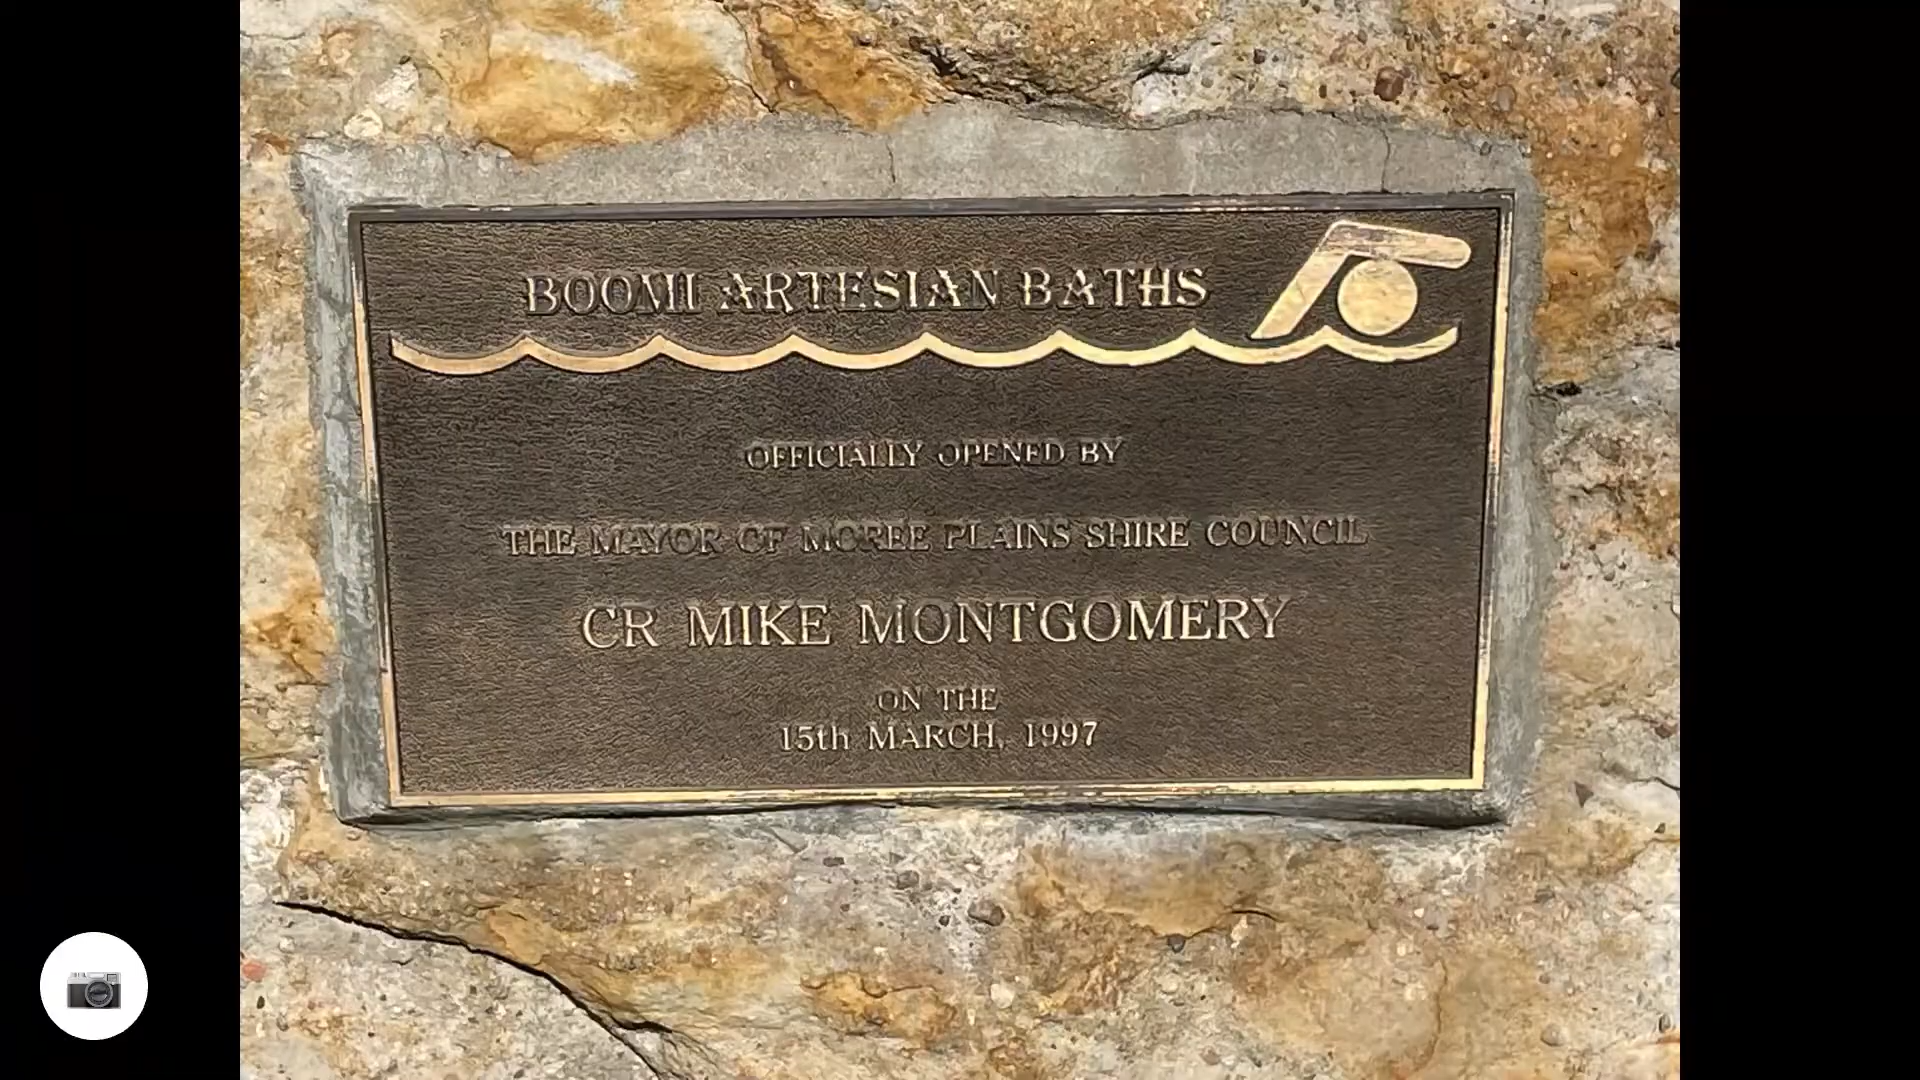 BOOMI ARTESIAN BATHS
OFFICIALLY OPENED BY
THE MAYOR OF MOREE PLAINS SHIRE COUNCIL
CR MIKE MONTGOMERY
ON THE
15th MARCH, 1997